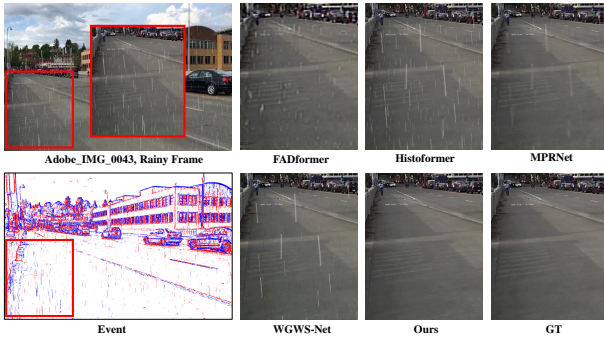 Adobe_IMG_0043, Rainy Frame
FADformer
Histoformer
MPRNet
Event
WGWS-Net
Ours
GT